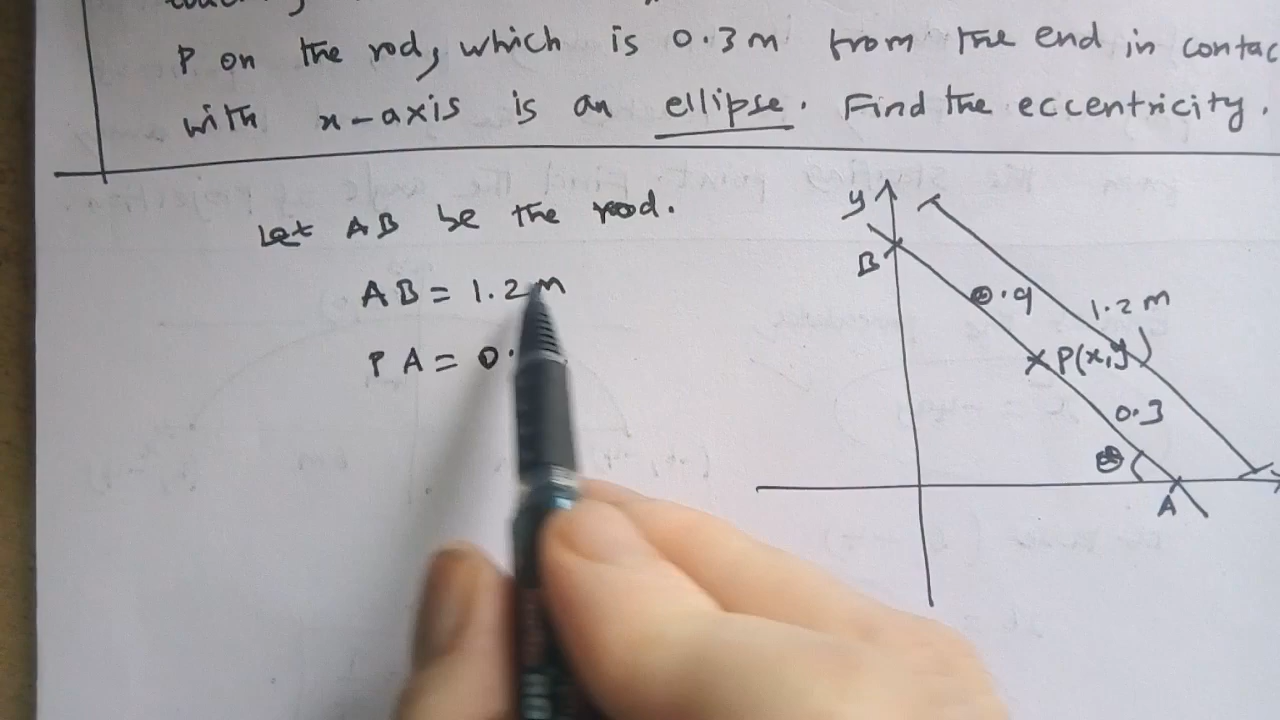 P on the rod, which is 0.3 m from the end in contac
with x-axis is an ellipse. Find the eccentricity.
Let AB be the rod.
AB = 1.2 m
PA = 0.
y
B
0.9
1.2 m
P(x,y)
0.3
θ
A